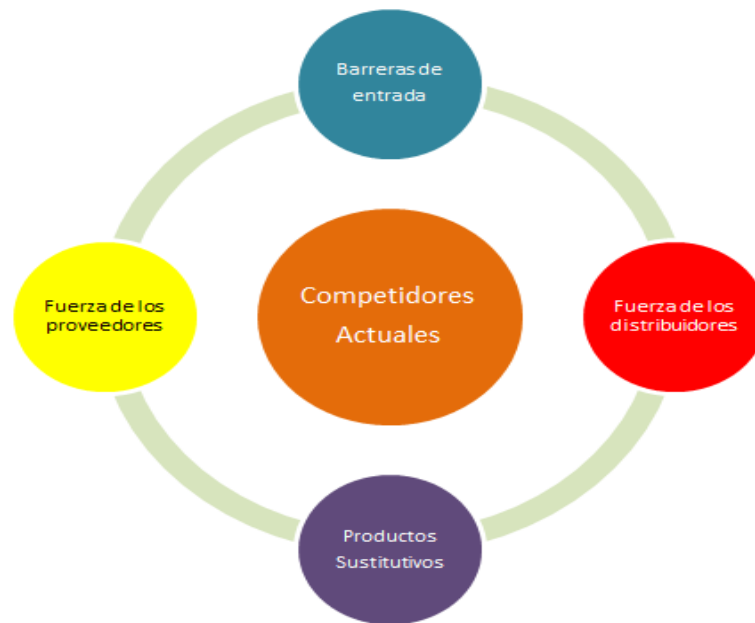 Barreras de
entrada
Fuerza de los
proveedores
Competidores
Actuales
Fuerza de los
distribuidores
Productos
Sustitutivos